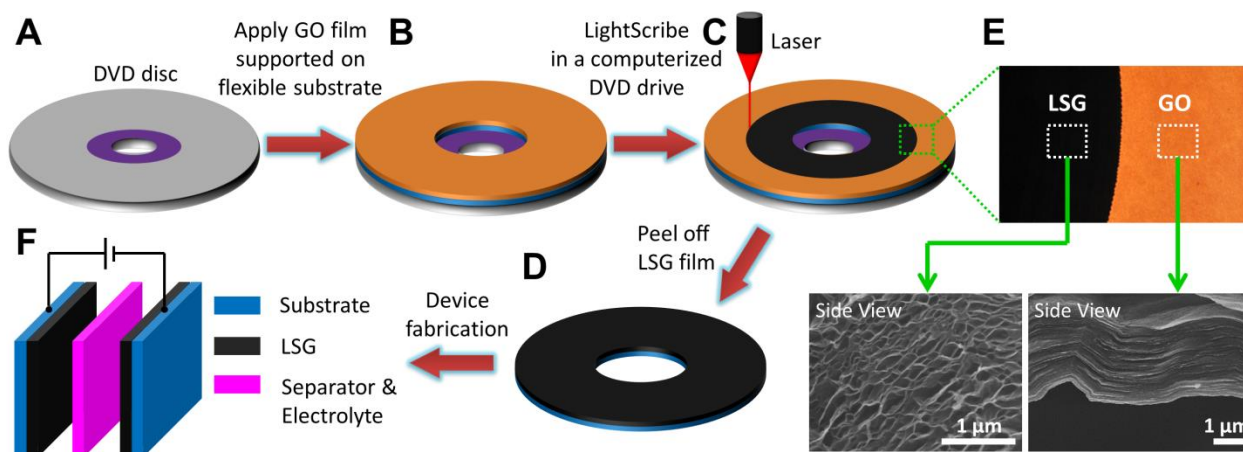 A
DVD disc
Apply GO film
supported on
flexible substrate
B
LightScribe
in a computerized
DVD drive
C
Laser
E
LSG
GO
Peel off
LSG film
D
Device
fabrication
F
Substrate
LSG
Separator &
Electrolyte
Side View
1 µm
Side View
1 µm